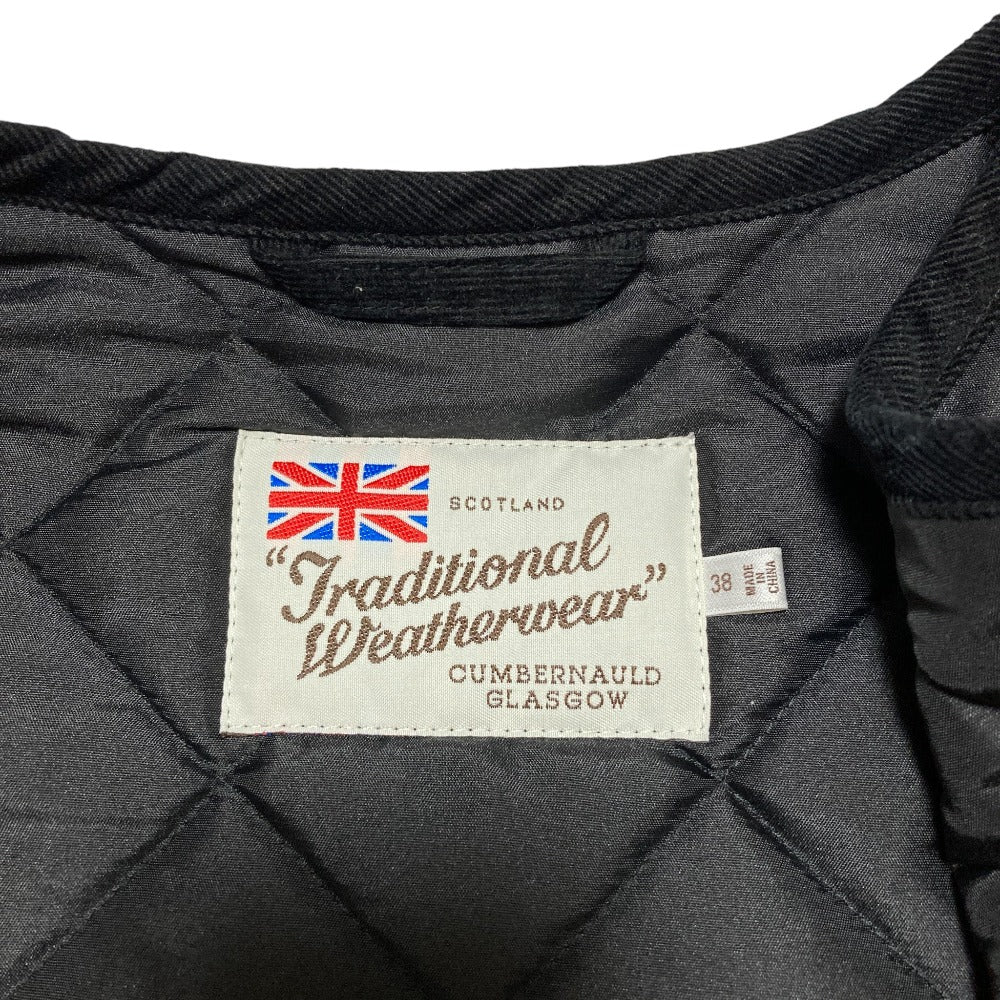 SCOTLAND
"Traditional
Weatherwear"
CUMBERNAULD
GLASGOW
38
MADE
IN
CHINA